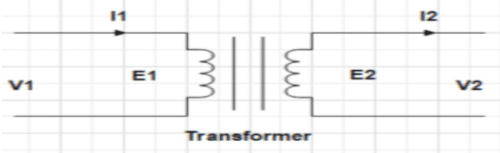 I1 I2
V1 E1 E2 V2
Transformer